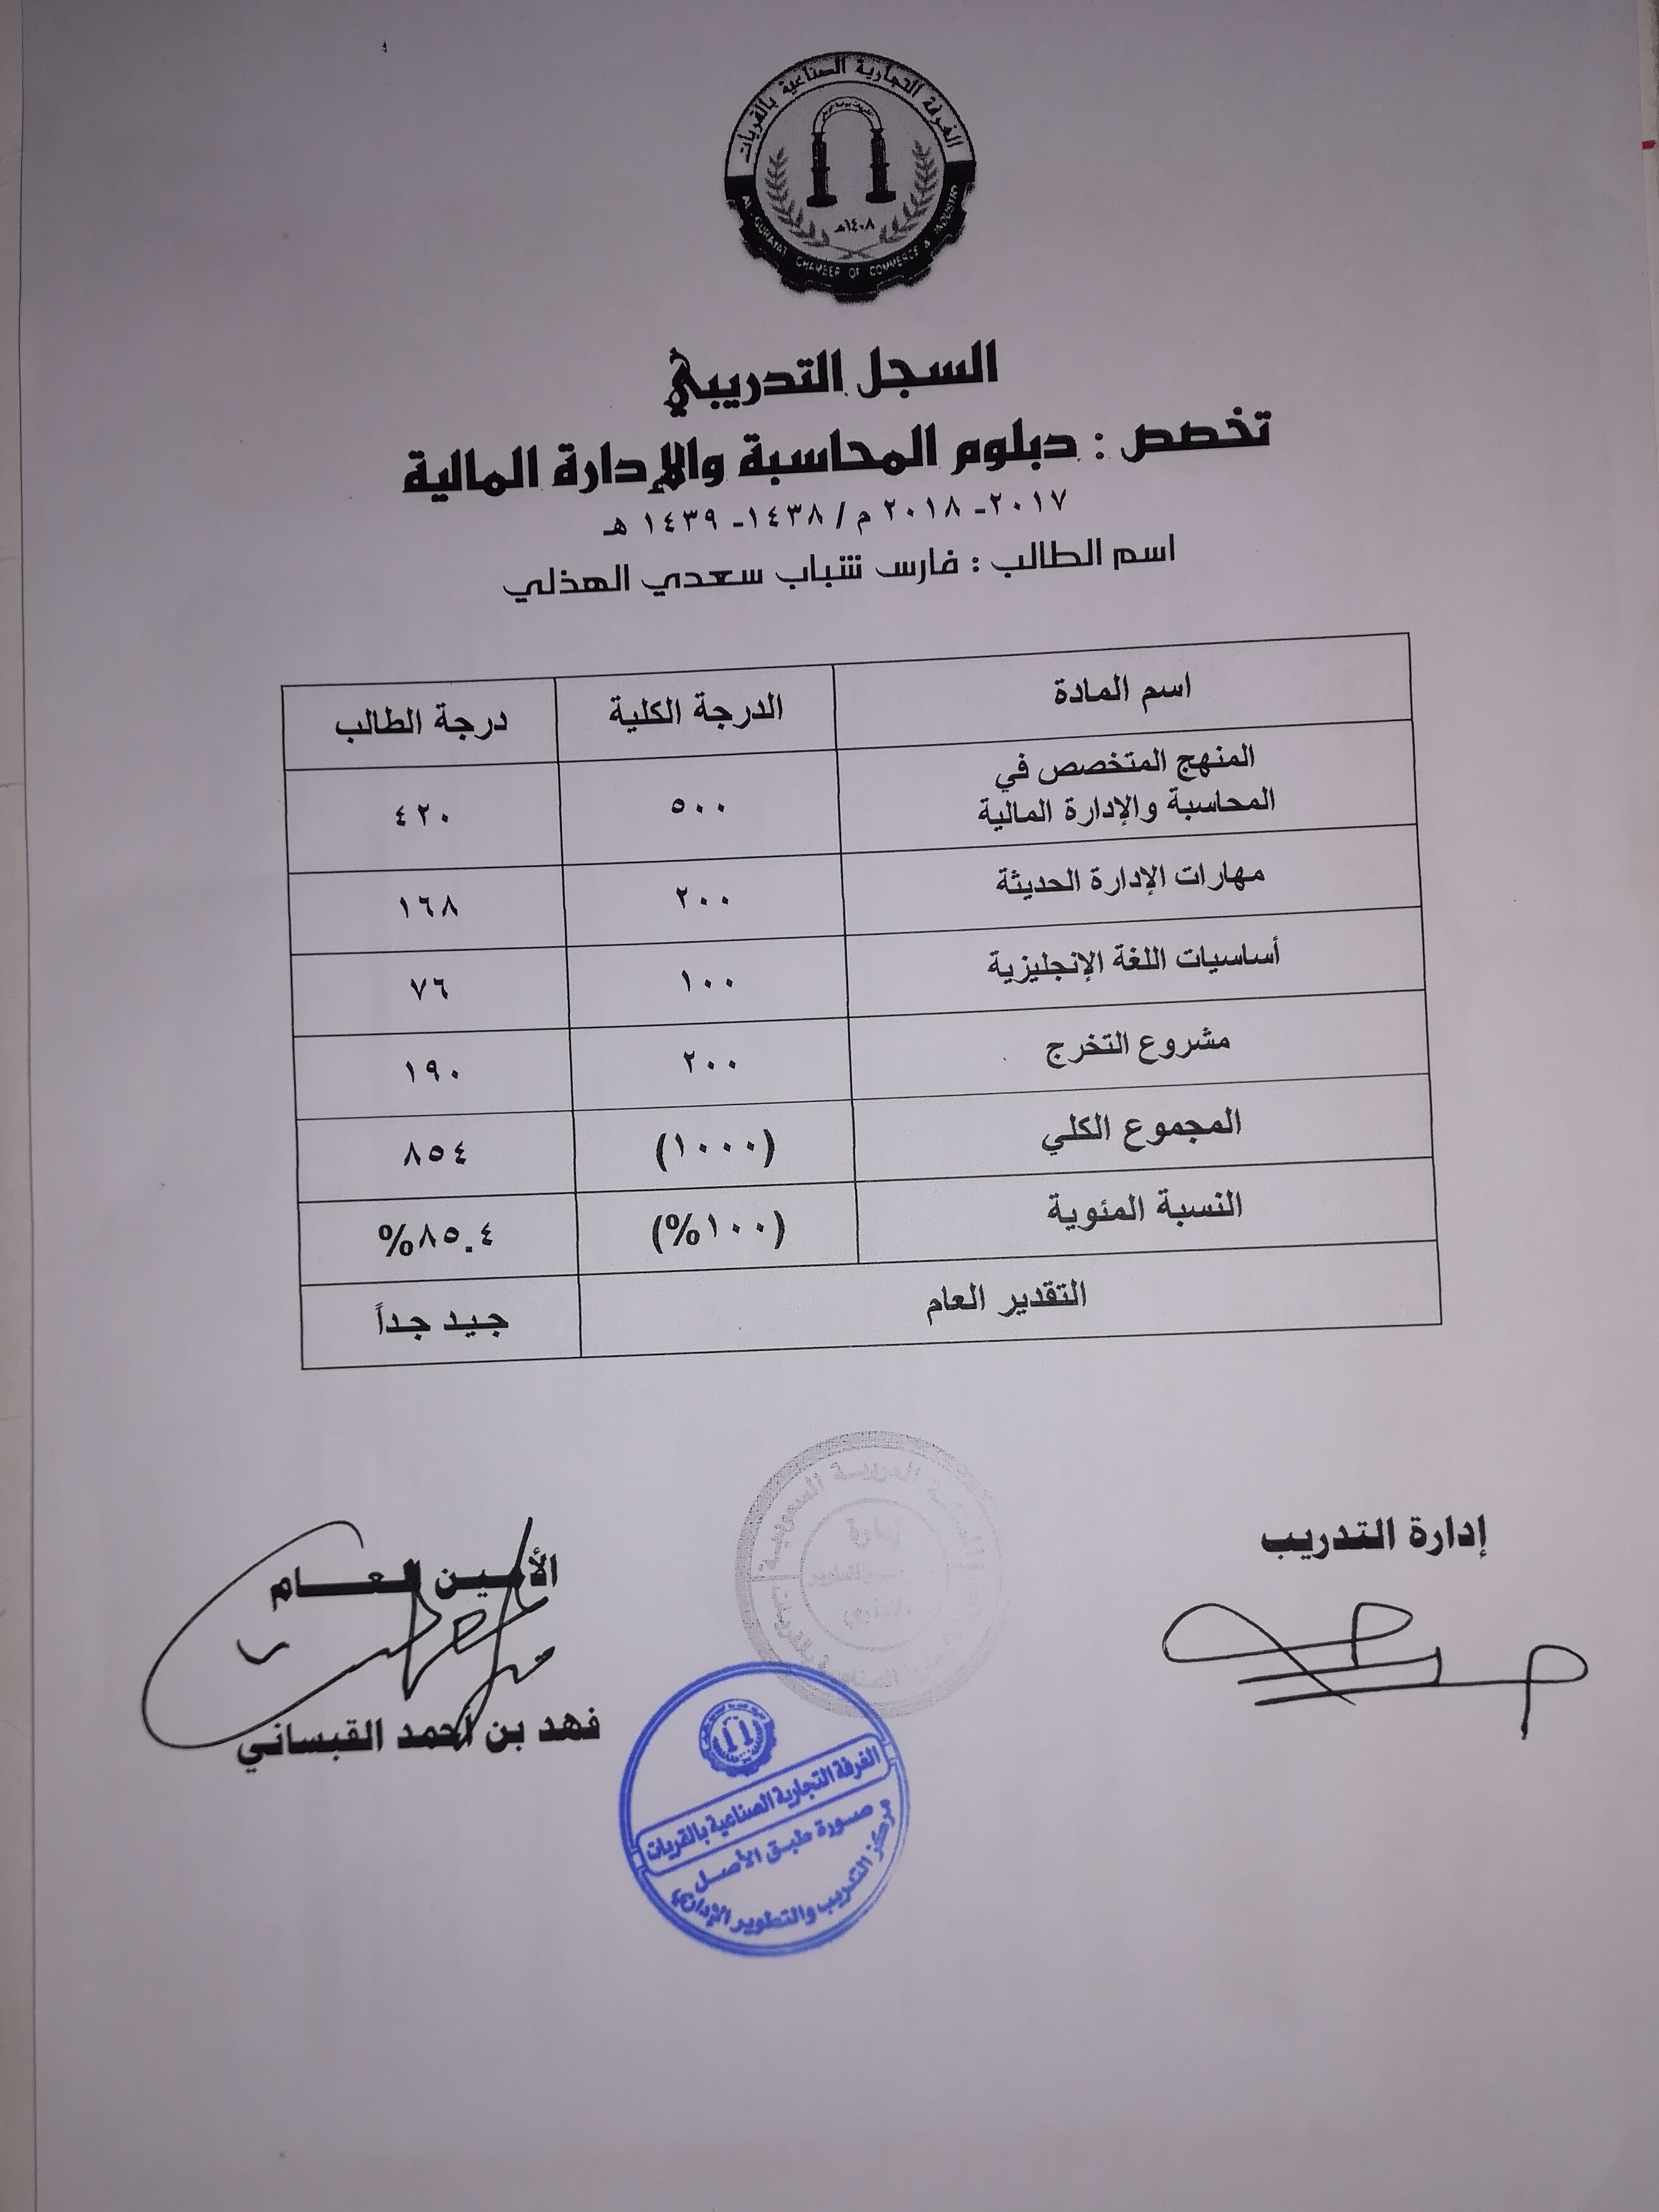 الغرفة التجارية الصناعية بالقريات
١٤٠٨هـ
AL-QURAYAT CHAMBER OF COMMERCE & INDUSTRY
السجل التدريبي
تخصص : دبلوم المحاسبة والإدارة المالية
٢٠١٧- ٢٠١٨ م / ١٤٣٨- ١٤٣٩ هـ
اسم الطالب : فارس شباب سعدي الهذلي
اسم المادة الدرجة الكلية درجة الطالب
المنهج المتخصص في
المحاسبة والإدارة المالية ٥٠٠ ٤٢٠
مهارات الإدارة الحديثة ٢٠٠ ١٦٨
أساسيات اللغة الإنجليزية ١٠٠ ٧٦
مشروع التخرج ٢٠٠ ١٩٠
المجموع الكلي (١٠٠٠) ٨٥٤
النسبة المئوية (١٠٠%) ٨٥.٤%
التقدير العام جيد جداً
إدارة التدريب
الأمين العام
فهد بن احمد القبساني
العربية السعودية
الغرفة التجارية الصناعية بالقريات
صورة طبق الأصل
مركز التدريب والتطوير الإداري